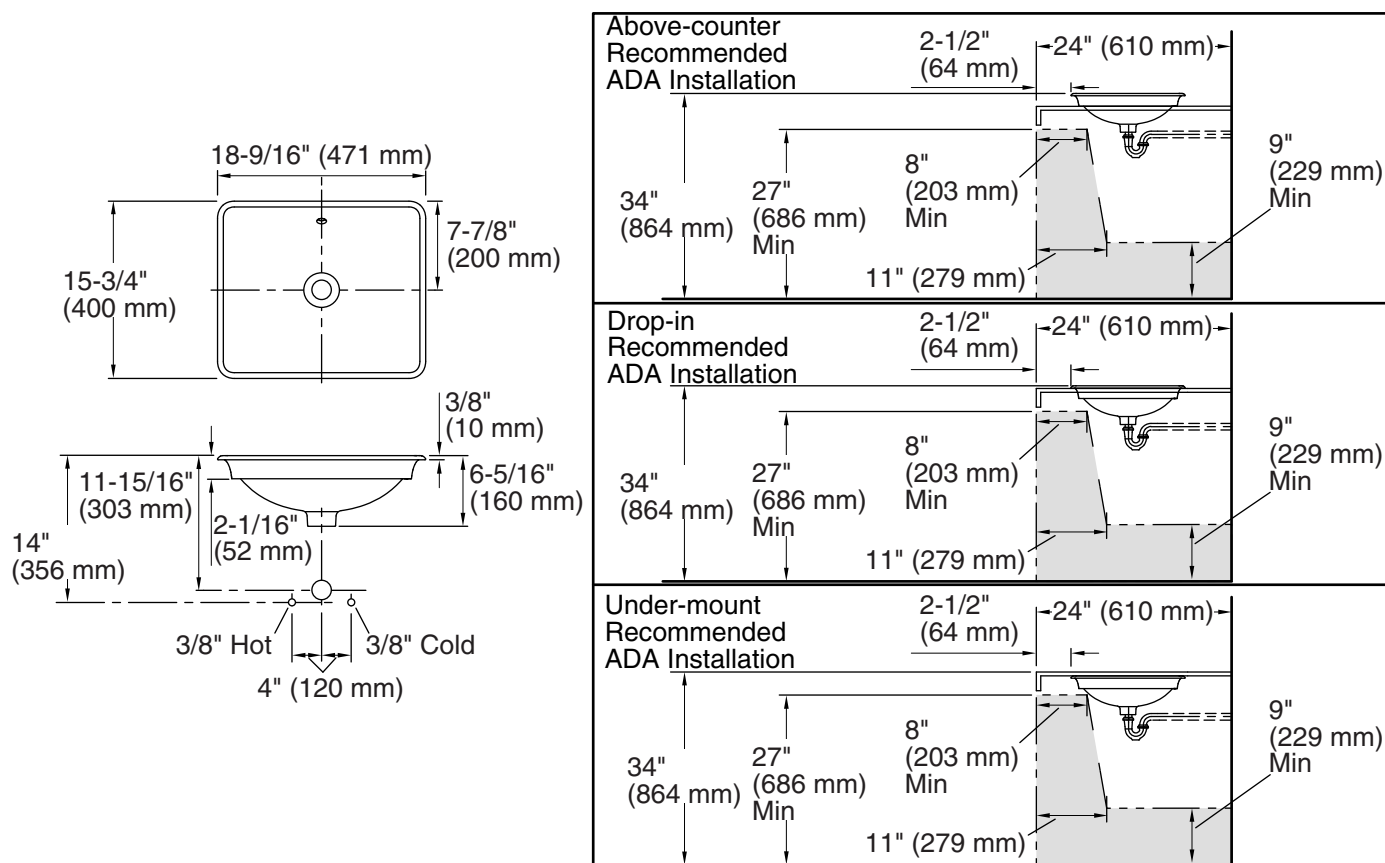 18-9/16" (471 mm)
7-7/8"
(200 mm)
15-3/4"
(400 mm)
3/8"
(10 mm)
11-15/16"
(303 mm)
6-5/16"
(160 mm)
2-1/16"
(52 mm)
14"
(356 mm)
3/8" Hot
3/8" Cold
4" (120 mm)
Above-counter
Recommended
ADA Installation
2-1/2"
(64 mm)
24" (610 mm)
34"
(864 mm)
27"
(686 mm)
Min
8"
(203 mm)
Min
9"
(229 mm)
Min
11" (279 mm)
Drop-in
Recommended
ADA Installation
2-1/2"
(64 mm)
24" (610 mm)
34"
(864 mm)
27"
(686 mm)
Min
8"
(203 mm)
Min
9"
(229 mm)
Min
11" (279 mm)
Under-mount
Recommended
ADA Installation
2-1/2"
(64 mm)
24" (610 mm)
34"
(864 mm)
27"
(686 mm)
Min
8"
(203 mm)
Min
9"
(229 mm)
Min
11" (279 mm)